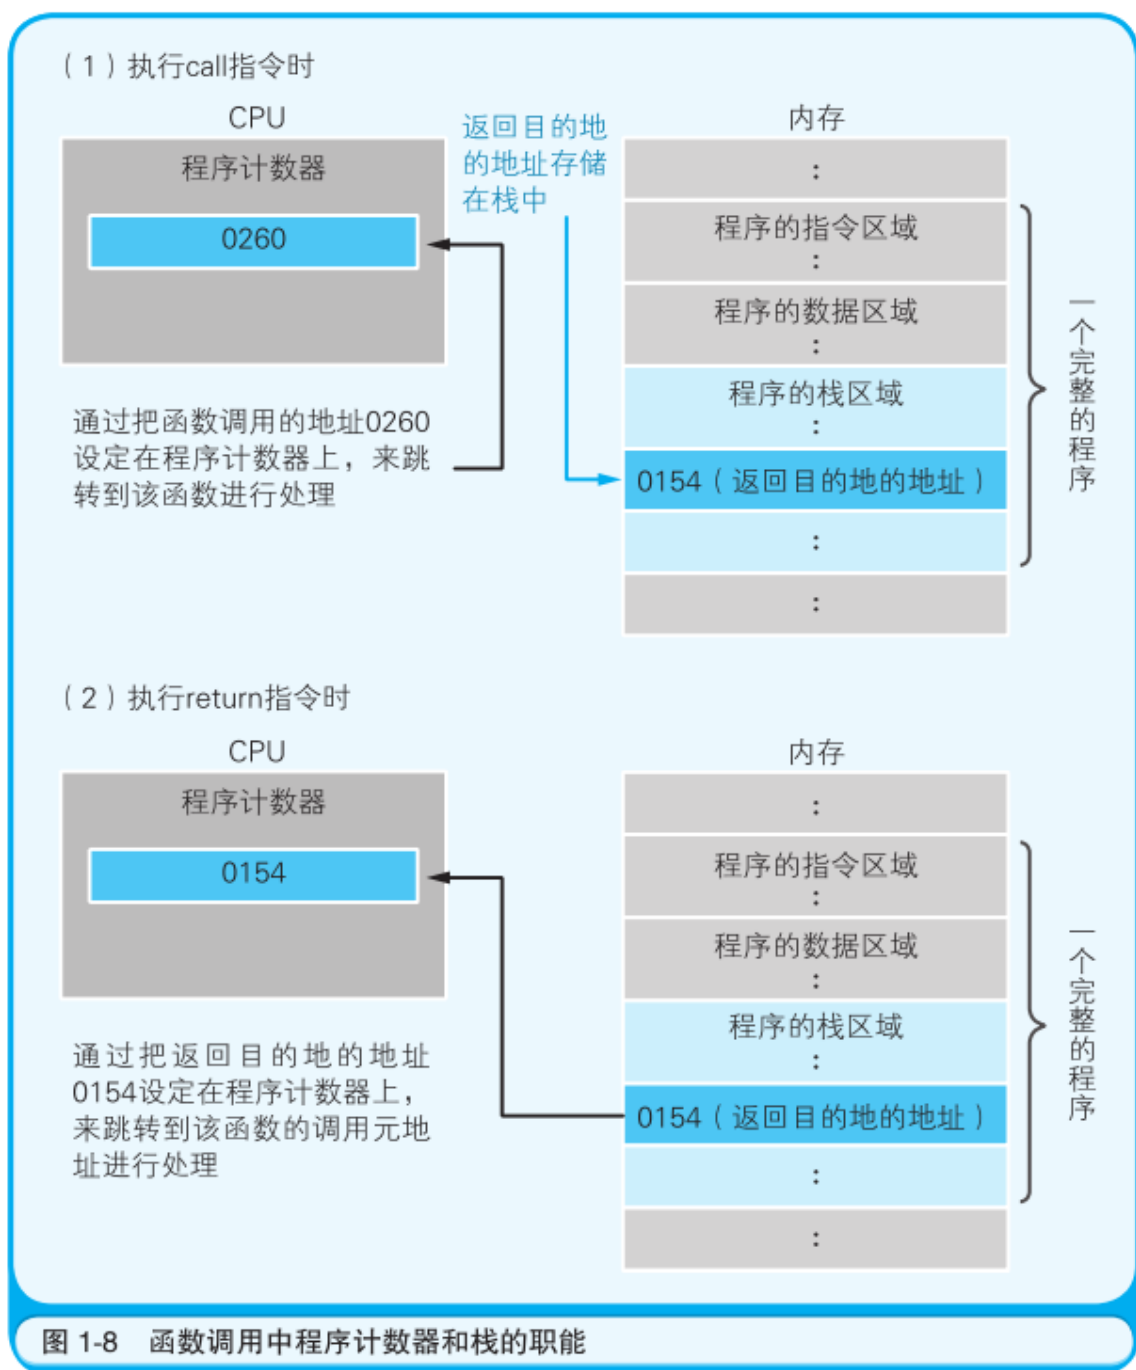 （1）执行call指令时
CPU
程序计数器
0260
通过把函数调用的地址0260
设定在程序计数器上，来跳
转到该函数进行处理
返回目的地
的地址存储
在栈中
内存
:
程序的指令区域
:
程序的数据区域
:
程序的栈区域
:
0154（返回目的地的地址）
:
:
一个完整的程序
（2）执行return指令时
CPU
程序计数器
0154
通过把返回目的地的地址
0154设定在程序计数器上，
来跳转到该函数的调用元地
址进行处理
内存
:
程序的指令区域
:
程序的数据区域
:
程序的栈区域
:
0154（返回目的地的地址）
:
:
一个完整的程序
图 1-8 函数调用中程序计数器和栈的职能